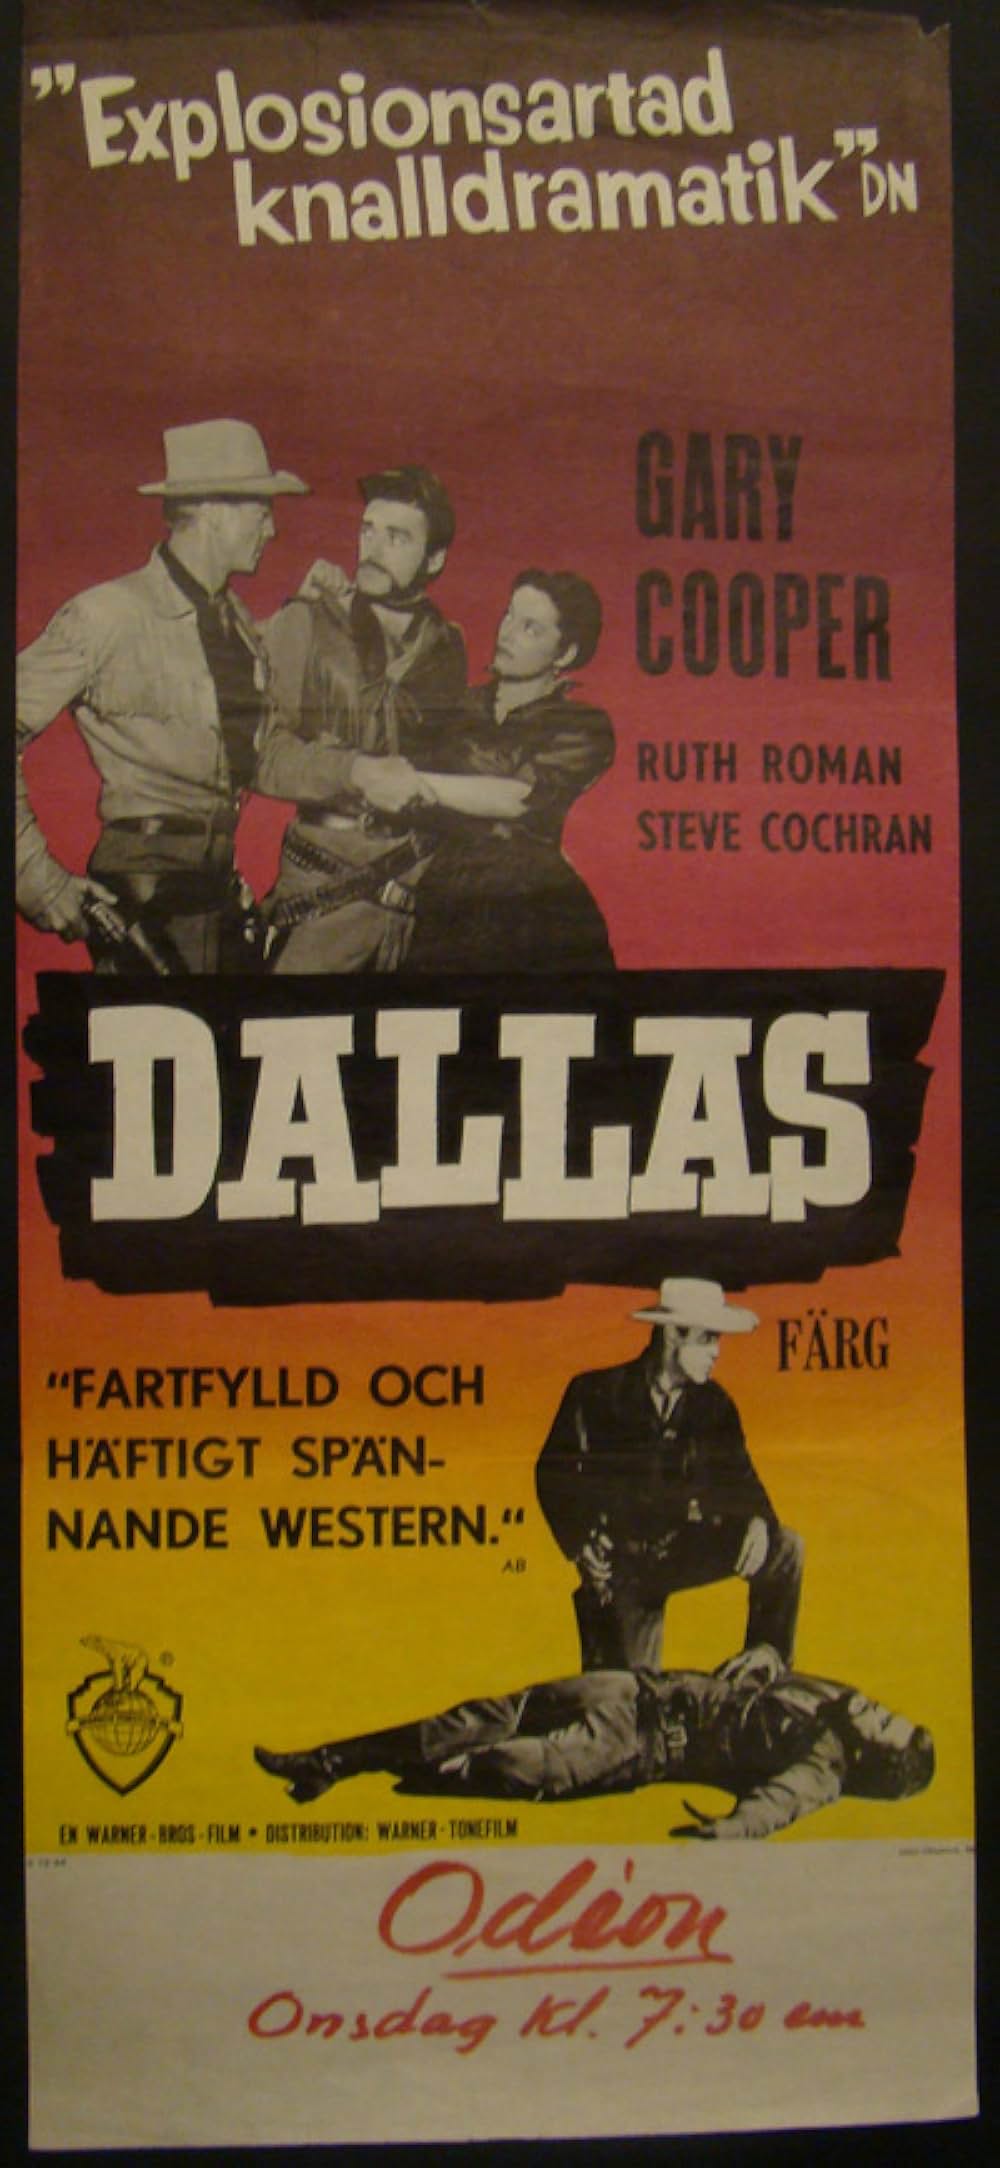 ”Explosionsartad
knalldramatik” DN
GARY
COOPER
RUTH ROMAN
STEVE COCHRAN
DALLAS
FÄRG
“FARTFYLLD OCH
HÄFTIGT SPÄN-
NANDE WESTERN.“
AB
®
EN WARNER-BROS-FILM • DISTRIBUTION: WARNER-TONEFILM
Odéon
Onsdag Kl. 7:30 em